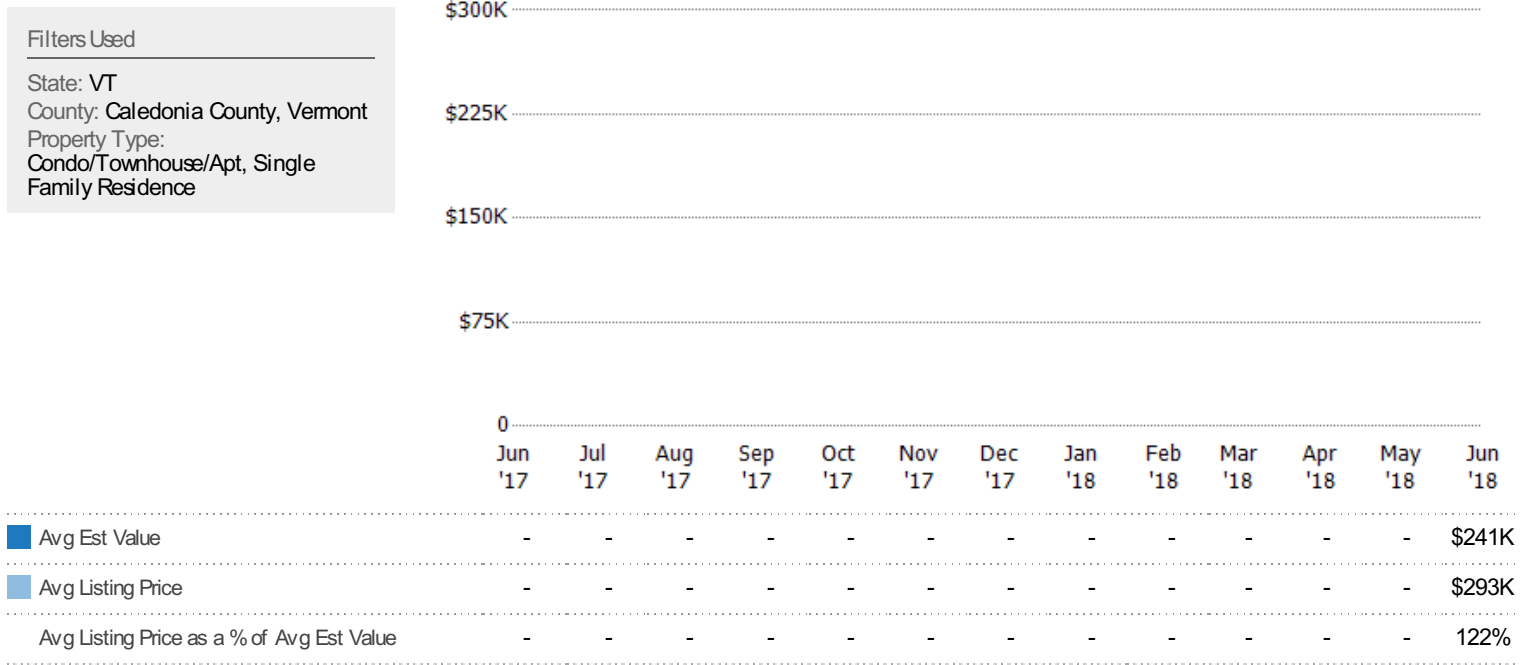 Filters Used
State: VT
County: Caledonia County, Vermont
Property Type:
Condo/Townhouse/Apt, Single
Family Residence
$300K
$225K
$150K
$75K
0
Jun Jul Aug Sep Oct Nov Dec Jan Feb Mar Apr May Jun
'17 '17 '17 '17 '17 '17 '17 '18 '18 '18 '18 '18 '18
Avg Est Value - - - - - - - - - - - - $241K
Avg Listing Price - - - - - - - - - - - - $293K
Avg Listing Price as a % of Avg Est Value - - - - - - - - - - - - 122%